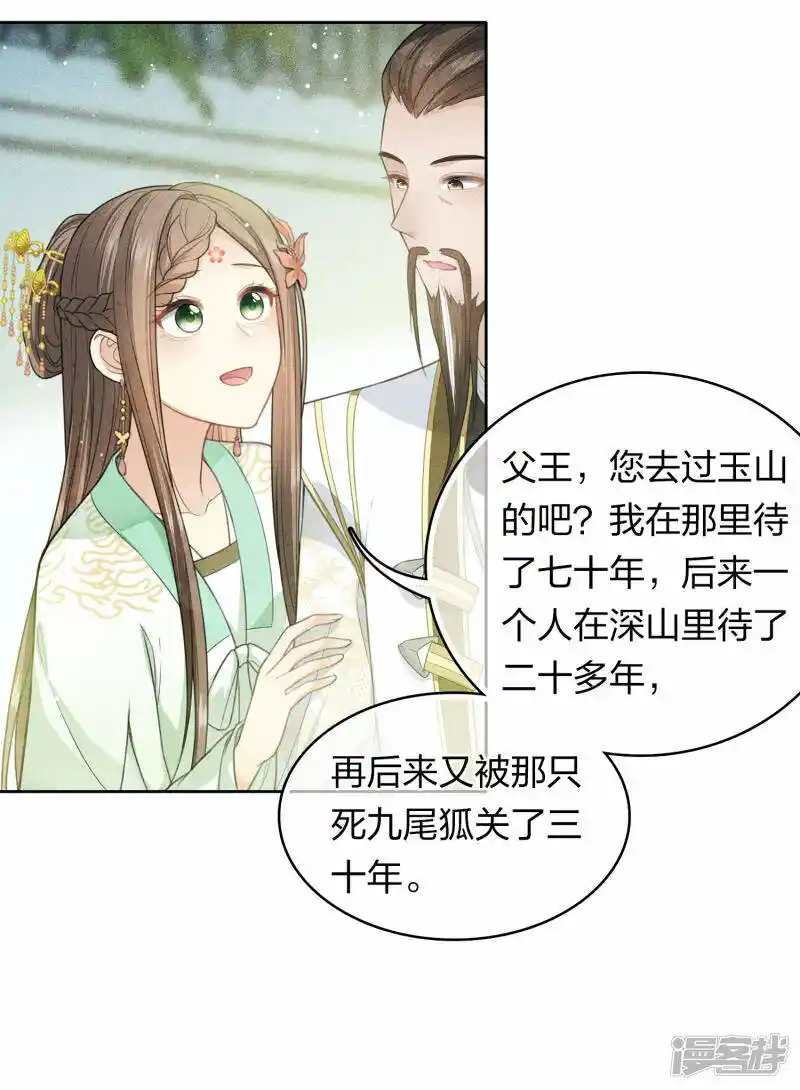 父王，您去过玉山
的吧？我在那里待
了七十年，后来一
个人在深山里待了
二十多年，
再后来又被那只
死九尾狐关了三
十年。
漫客栈